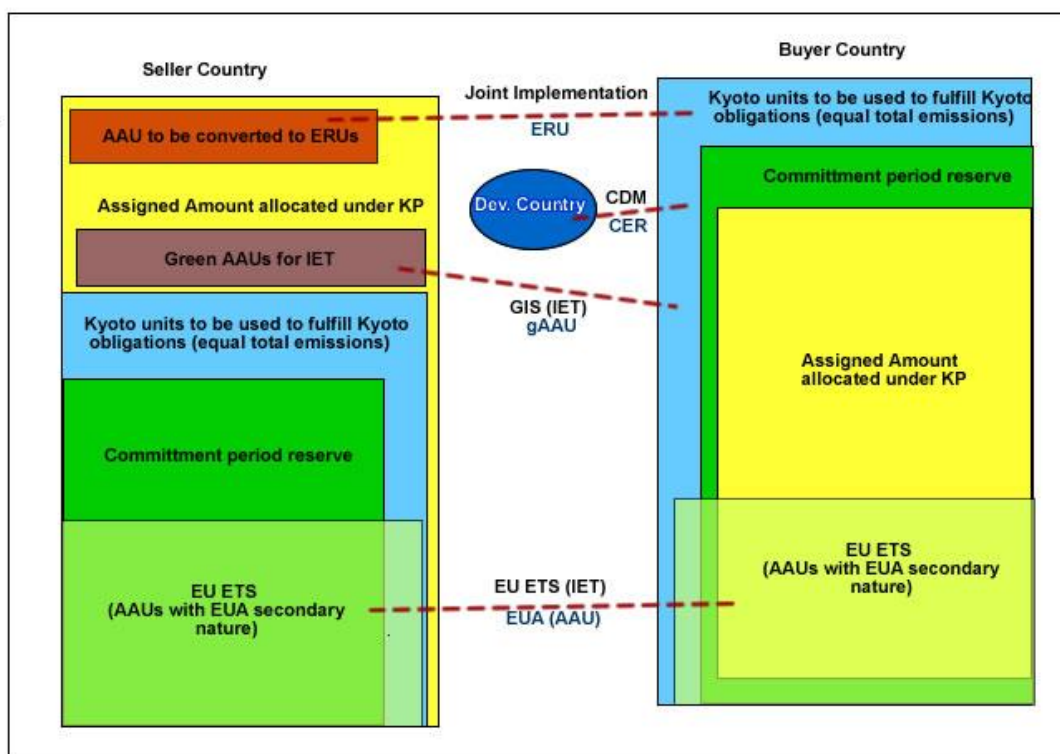 Seller Country
AAU to be converted to ERUs
Assigned Amount allocated under KP
Green AAUs for IET
Kyoto units to be used to fulfill Kyoto
obligations (equal total emissions)
Committment period reserve
EU ETS
(AAUs with EUA secondary
nature)
Joint Implementation
ERU
Dev. Country
CDM
CER
GIS (IET)
gAAU
EU ETS (IET)
EUA (AAU)
Buyer Country
Kyoto units to be used to fulfill Kyoto
obligations (equal total emissions)
Committment period reserve
Assigned Amount
allocated under KP
EU ETS
(AAUs with EUA secondary
nature)